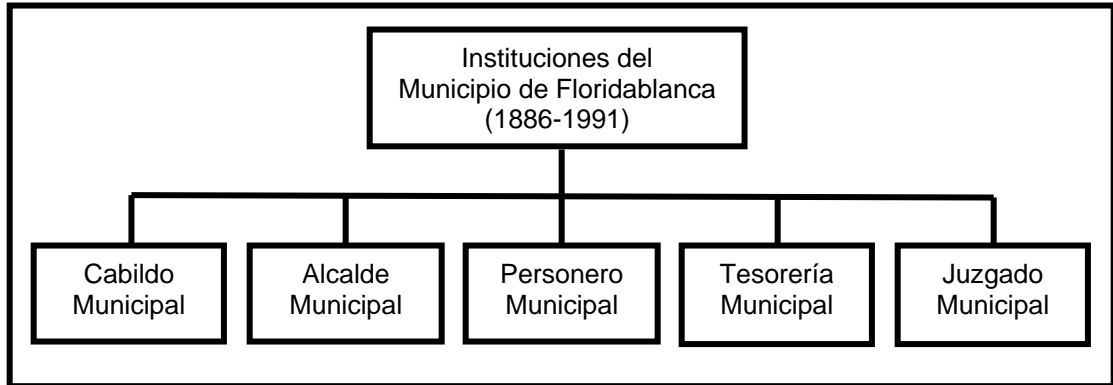 Instituciones del
Municipio de Floridablanca
(1886-1991)
Cabildo
Municipal
Alcalde
Municipal
Personero
Municipal
Tesorería
Municipal
Juzgado
Municipal